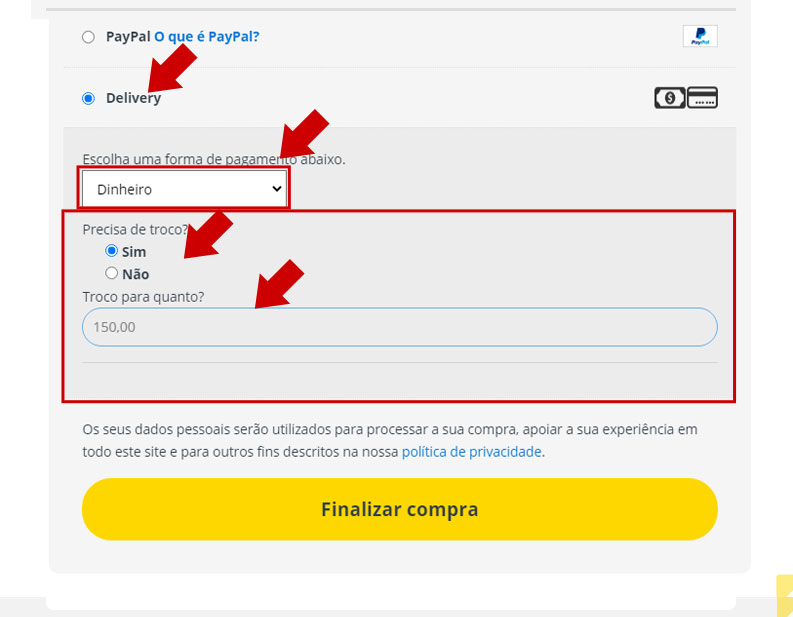 PayPal O que é PayPal?
PayPal
Delivery
Escolha uma forma de pagamento abaixo.
Dinheiro
Precisa de troco?
Sim
Não
Troco para quanto?
150,00
Os seus dados pessoais serão utilizados para processar a sua compra, apoiar a sua experiência em
todo este site e para outros fins descritos na nossa política de privacidade.
Finalizar compra